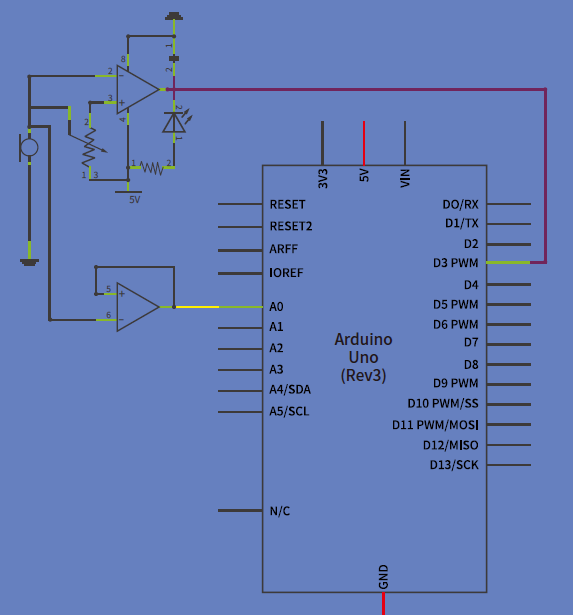 8
1
2
2
3
4
2
2
1
1 3
1
2
5V
3V3
5V
VIN
RESET
RESET2
ARFF
IOREF
A0
A1
A2
A3
A4/SDA
A5/SCL
N/C
5
6
Arduino
Uno
(Rev3)
DO/RX
D1/TX
D2
D3 PWM
D4
D5 PWM
D6 PWM
D7
D8
D9 PWM
D10 PWM/SS
D11 PWM/MOSI
D12/MISO
D13/SCK
GND